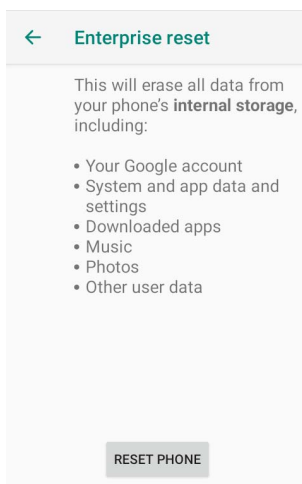 Enterprise reset
This will erase all data from
your phone's internal storage,
including:
• Your Google account
• System and app data and
settings
• Downloaded apps
• Music
• Photos
• Other user data
RESET PHONE